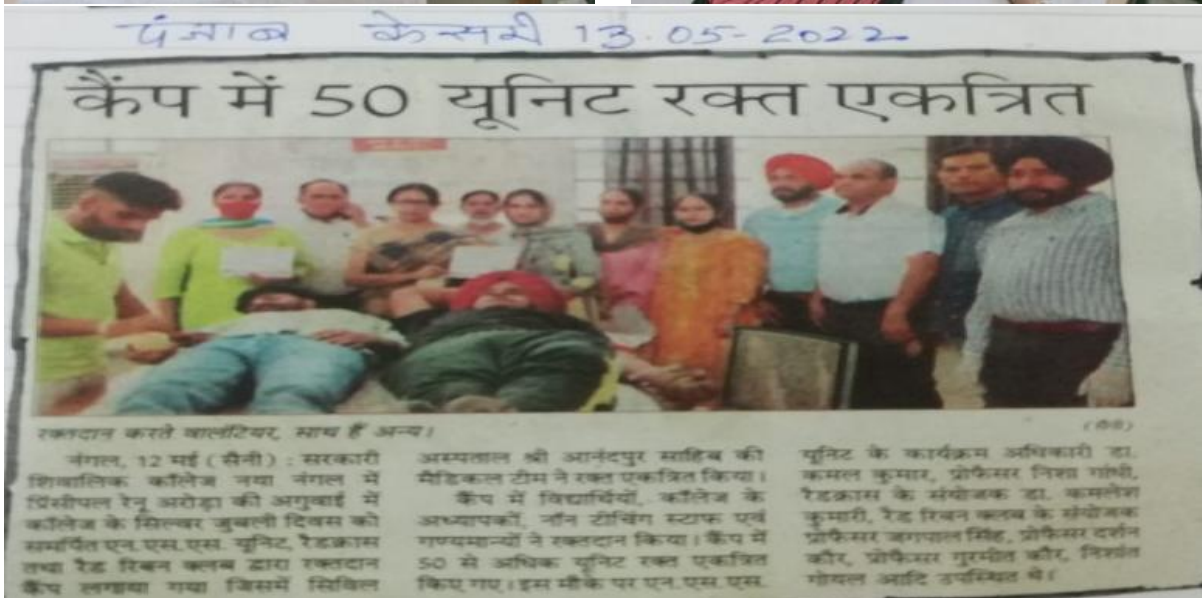 पंजाब केसरी 13-05-2022
कैंप में 50 यूनिट रक्त एकत्रित
रक्तदान करते वालंटियर, साथ हैं अन्य।
(सैनी)
नंगल, 12 मई (सैनी) : सरकारी
शिवालिक कॉलेज नया नंगल में
प्रिंसीपल रेनू अरोड़ा की अगुवाई में
कॉलेज के सिल्वर जुबली दिवस को
समर्पित एन.एस.एस. यूनिट, रैडक्रास
तथा रैड रिबन क्लब द्वारा रक्तदान
कैंप लगाया गया जिसमें सिविल
अस्पताल श्री आनंदपुर साहिब की
मैडिकल टीम ने रक्त एकत्रित किया।
कैंप में विद्यार्थियों, कॉलेज के
अध्यापकों, नॉन टीचिंग स्टाफ एवं
गण्यमान्यों ने रक्तदान किया। कैंप में
50 से अधिक यूनिट रक्त एकत्रित
किए गए। इस मौके पर एन.एस.एस.
यूनिट के कार्यक्रम अधिकारी डा.
कमल कुमार, प्रोफैसर निशा गांधी,
रैडक्रास के संयोजक डा. कमलेश
कुमारी, रैड रिबन क्लब के संयोजक
प्रोफैसर जगपाल सिंह, प्रोफैसर दर्शन
कौर, प्रोफैसर गुरमीत कौर, निशांत
गोयल आदि उपस्थित थे।